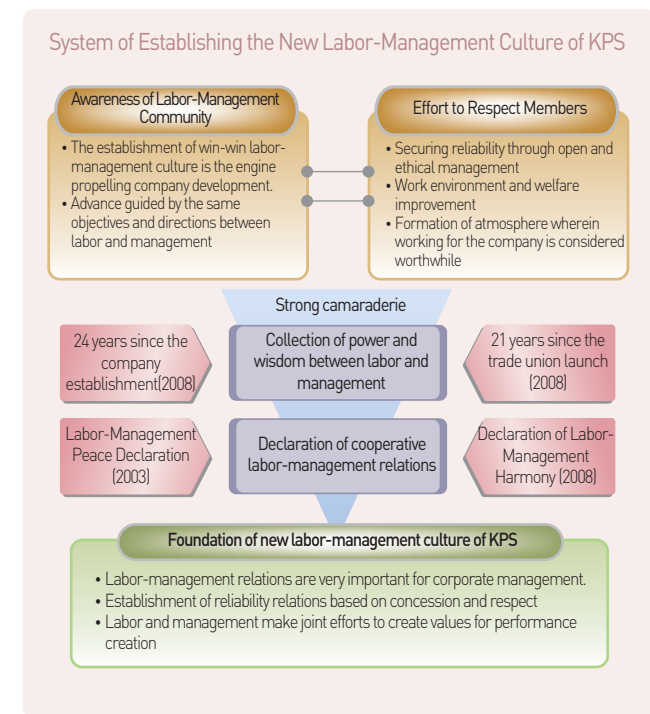 System of Establishing the New Labor-Management Culture of KPS
Awareness of Labor-Management
Community
• The establishment of win-win labor-
management culture is the engine
propelling company development.
• Advance guided by the same
objectives and directions between
labor and management
Effort to Respect Members
• Securing reliability through open and
ethical management
• Work environment and welfare
improvement
• Formation of atmosphere wherein
working for the company is considered
worthwhile
Strong camaraderie
24 years since the
company
establishment(2008)
Collection of power and
wisdom between labor and
management
21 years since the
trade union launch
(2008)
Labor-Management
Peace Declaration
(2003)
Declaration of cooperative
labor-management relations
Declaration of Labor-
Management
Harmony (2008)
Foundation of new labor-management culture of KPS
• Labor-management relations are very important for corporate management.
• Establishment of reliability relations based on concession and respect
• Labor and management make joint efforts to create values for performance
creation